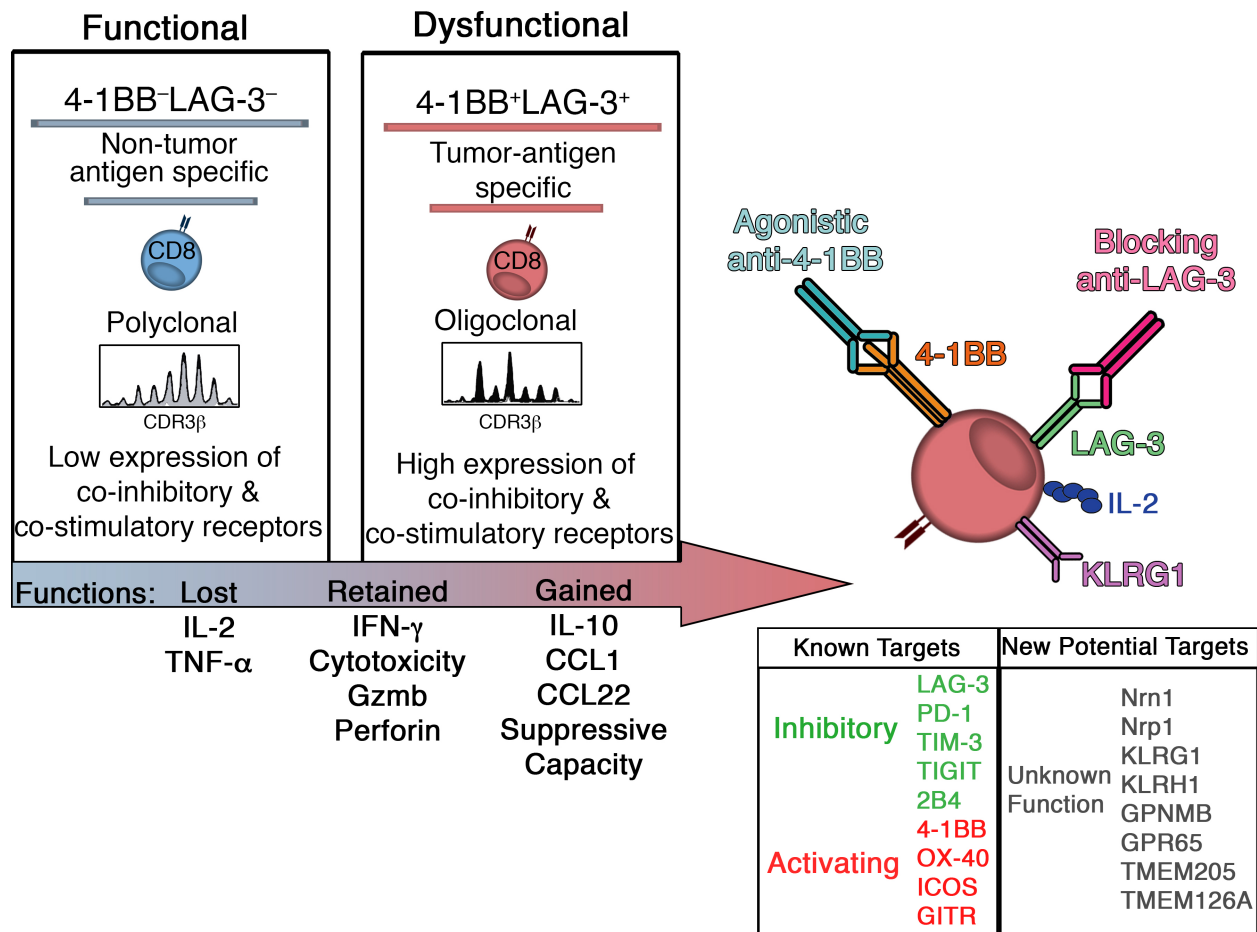 Functional
4-1BB⁻LAG-3⁻
Non-tumor
antigen specific
CD8
Polyclonal
CDR3β
Low expression of
co-inhibitory &
co-stimulatory receptors
Dysfunctional
4-1BB⁺LAG-3⁺
Tumor-antigen
specific
CD8
Oligoclonal
CDR3β
High expression of
co-inhibitory &
co-stimulatory receptors
Functions:
Lost
IL-2
TNF-α
Retained
IFN-γ
Cytotoxicity
Gzmb
Perforin
Gained
IL-10
CCL1
CCL22
Suppressive
Capacity
Agonistic
anti-4-1BB
Blocking
anti-LAG-3
4-1BB
LAG-3
IL-2
KLRG1
Known Targets
Inhibitory
LAG-3
PD-1
TIM-3
TIGIT
2B4
Activating
4-1BB
OX-40
ICOS
GITR
New Potential Targets
Unknown
Function
Nrn1
Nrp1
KLRG1
KLRH1
GPNMB
GPR65
TMEM205
TMEM126A